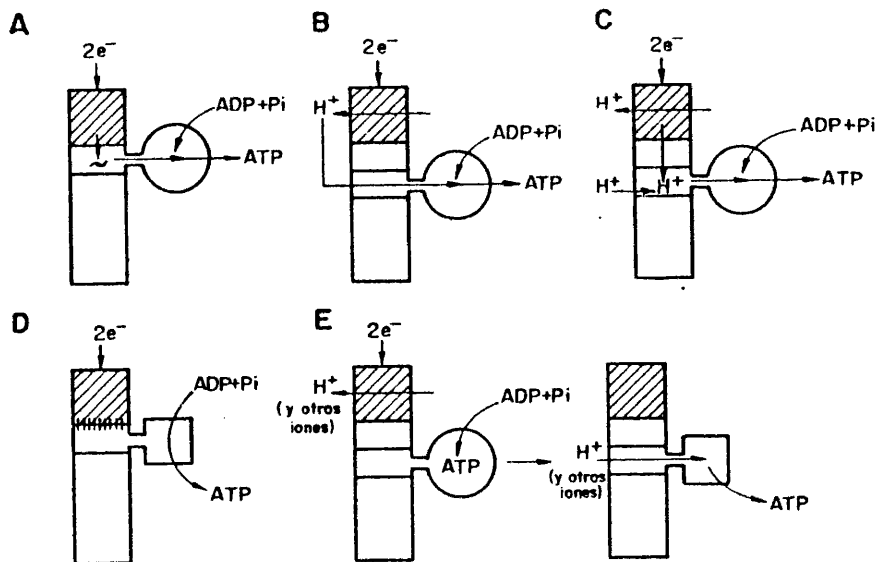 A
2e⁻
ADP+Pi
ATP
~
B
2e⁻
H⁺
ADP+Pi
ATP
C
2e⁻
H⁺
ADP+Pi
H⁺
H⁺
ATP
D
2e⁻
ADP+Pi
ATP
E
2e⁻
H⁺
(y otros
iones)
ADP+Pi
ATP
H⁺
(y otros
iones)
ATP